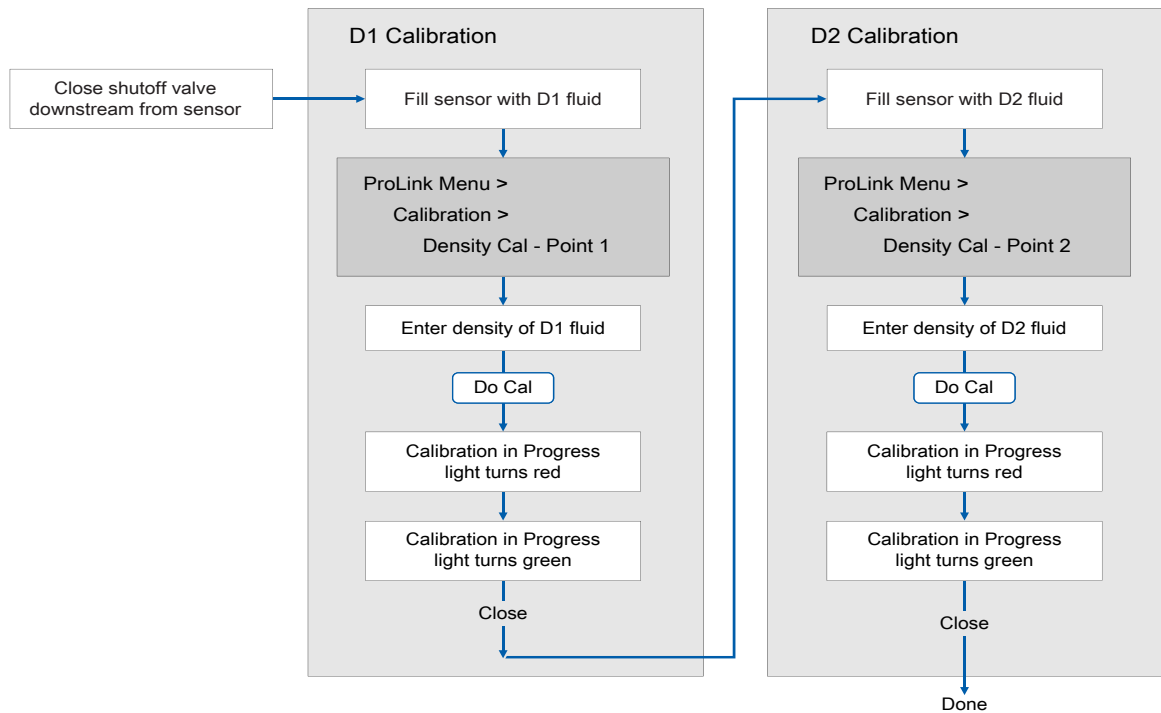 Close shutoff valve
downstream from sensor
D1 Calibration
Fill sensor with D1 fluid
ProLink Menu >
Calibration >
Density Cal - Point 1
Enter density of D1 fluid
Do Cal
Calibration in Progress
light turns red
Calibration in Progress
light turns green
Close
D2 Calibration
Fill sensor with D2 fluid
ProLink Menu >
Calibration >
Density Cal - Point 2
Enter density of D2 fluid
Do Cal
Calibration in Progress
light turns red
Calibration in Progress
light turns green
Close
Done